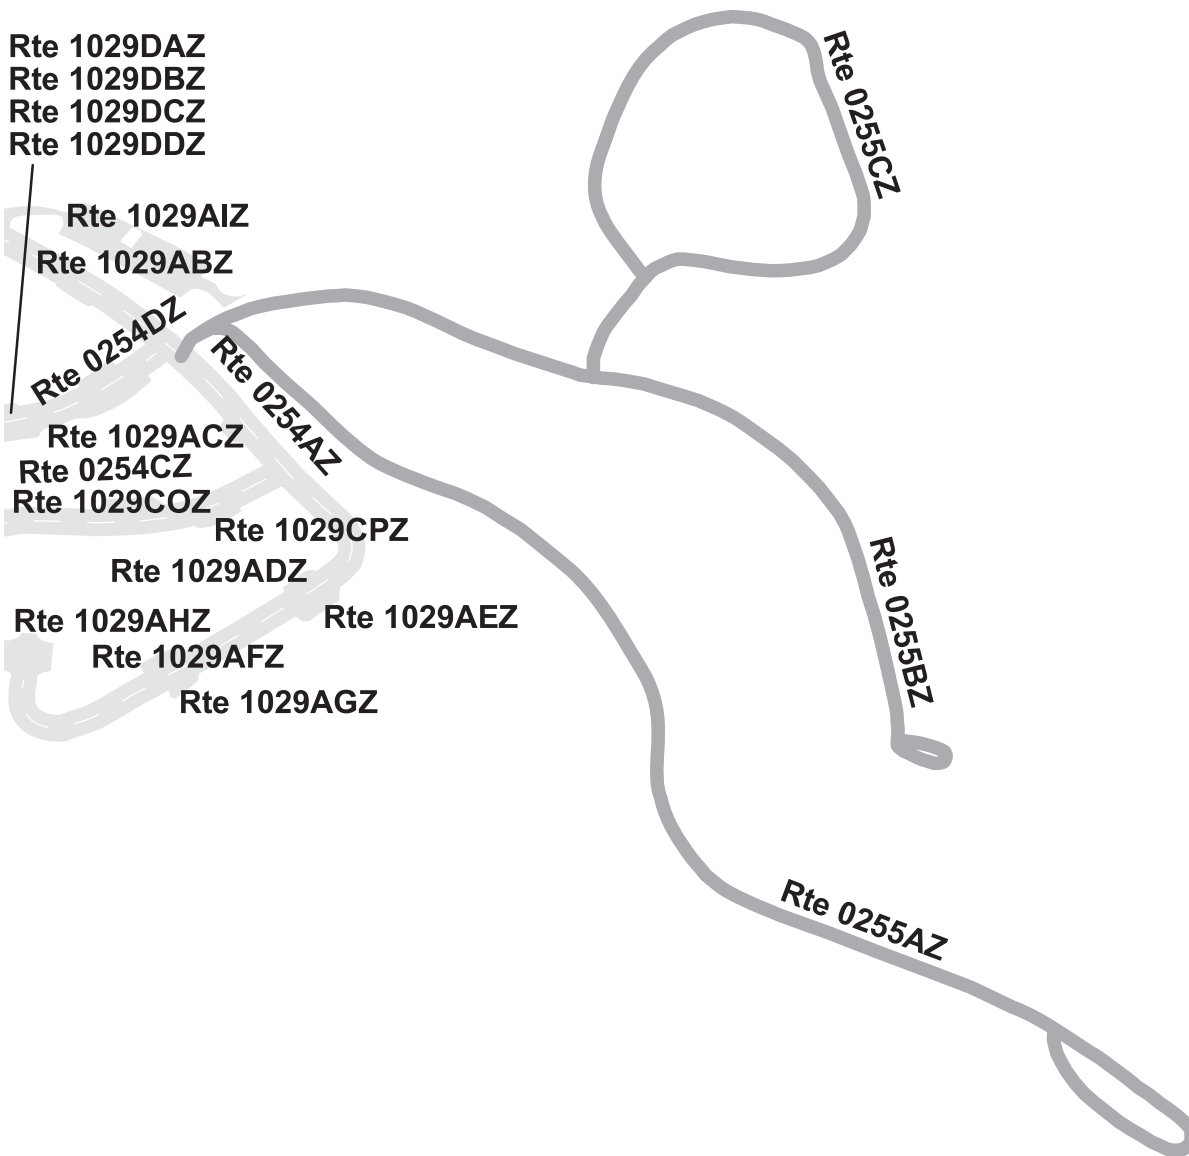 Rte 1029DAZ
Rte 1029DBZ
Rte 1029DCZ
Rte 1029DDZ
Rte 0255CZ
Rte 1029AIZ
Rte 1029ABZ
Rte 0254DZ
Rte 0254AZ
Rte 1029ACZ
Rte 0254CZ
Rte 1029COZ
Rte 1029CPZ
Rte 1029ADZ
Rte 1029AHZ
Rte 1029AEZ
Rte 0255BZ
Rte 1029AFZ
Rte 1029AGZ
Rte 0255AZ